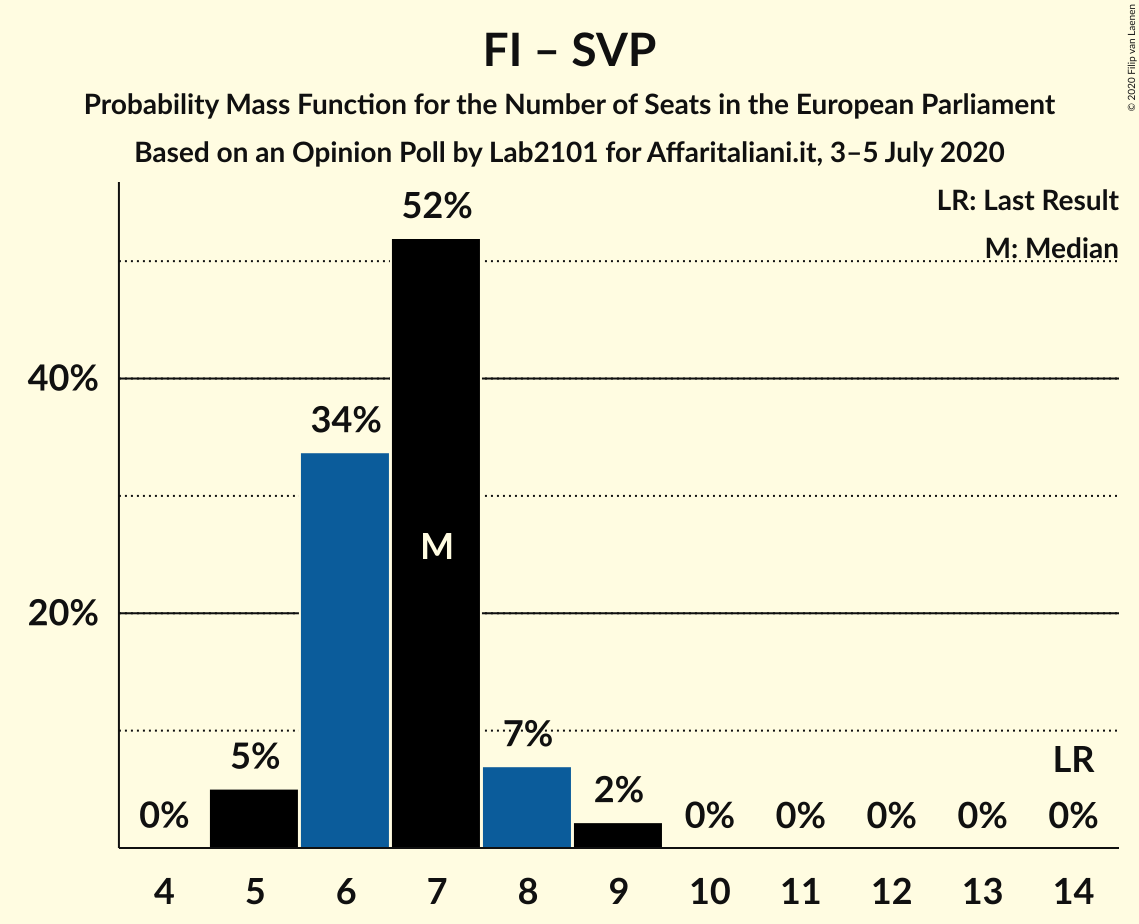 FI – SVP
Probability Mass Function for the Number of Seats in the European Parliament
Based on an Opinion Poll by Lab2101 for Affaritaliani.it, 3–5 July 2020
© 2020 Filip van Laenen
LR: Last Result
M: Median
52%
40%
34%
M
20%
7%
5%
LR
2%
0%
0%
0%
0%
0%
0%
4 5 6 7 8 9 10 11 12 13 14